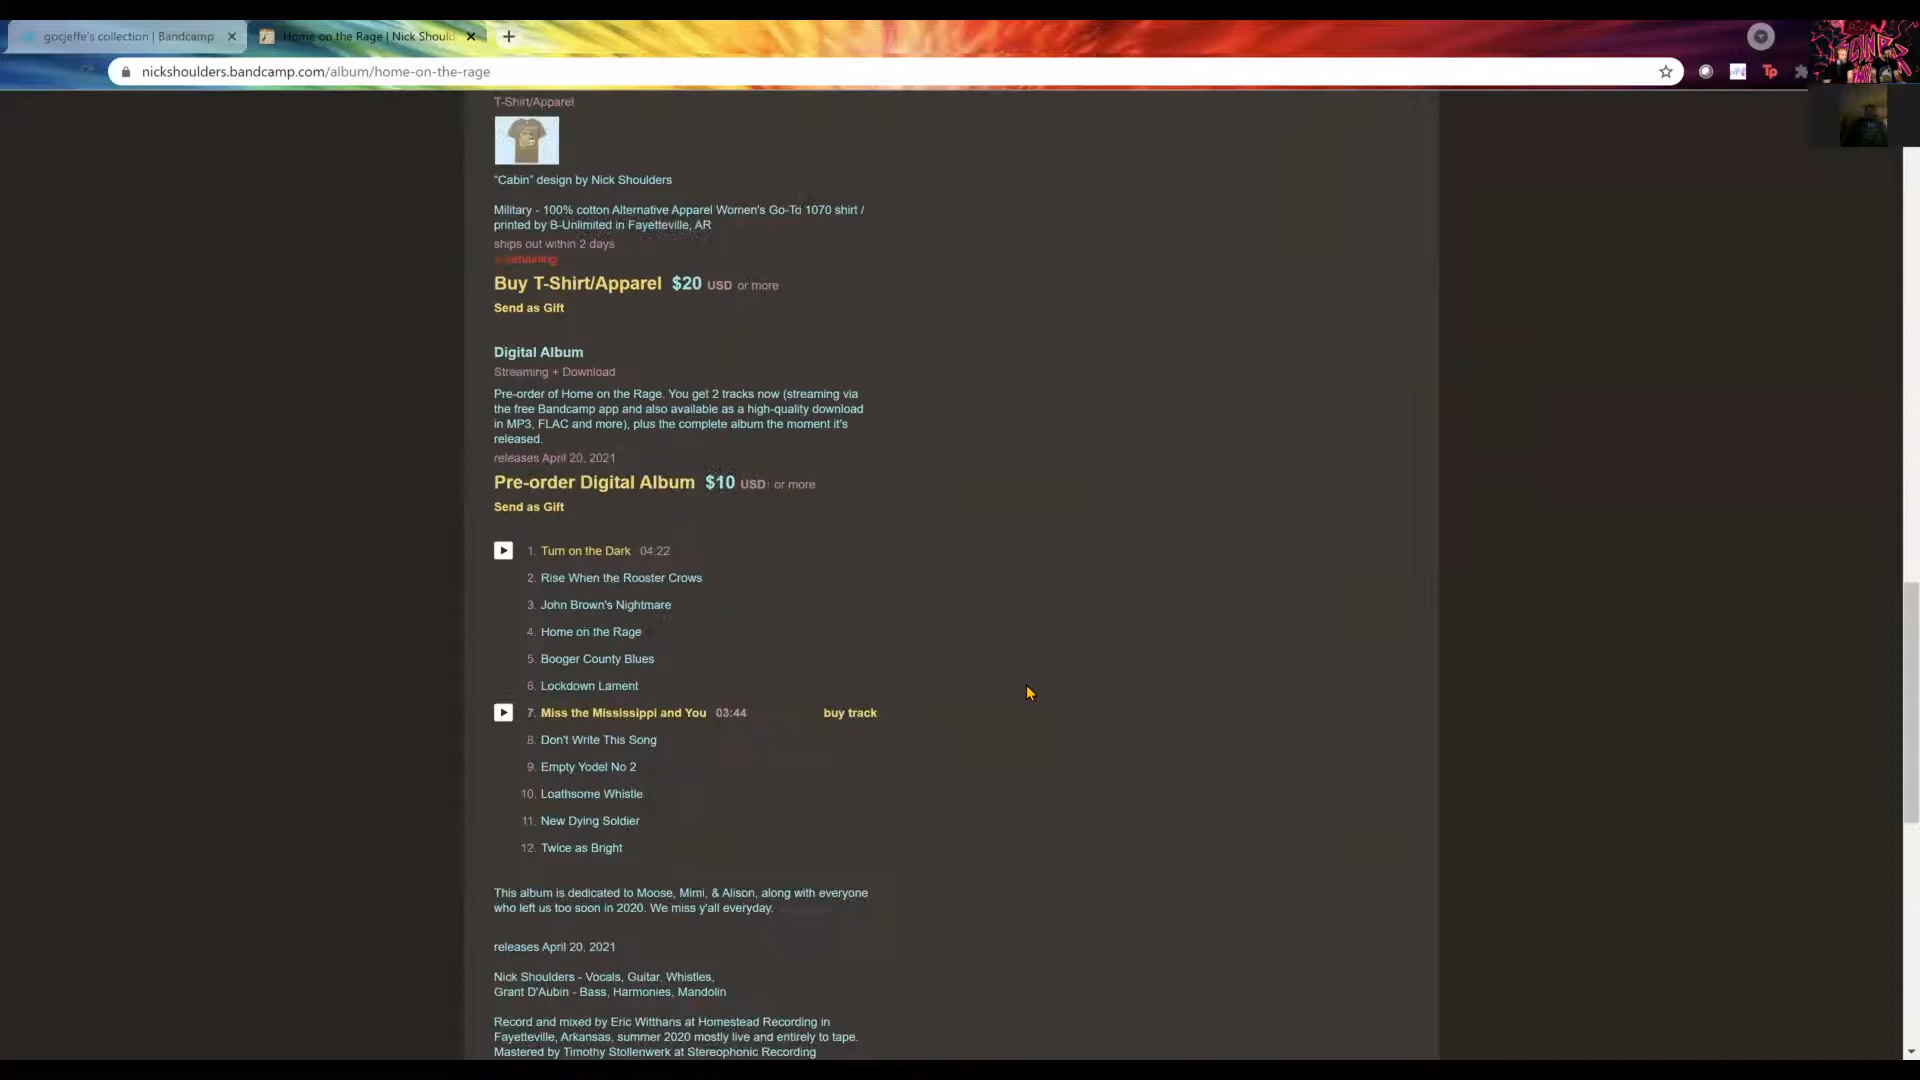 gocjeffe's collection | Bandcamp
Home on the Rage | Nick Should
nickshoulders.bandcamp.com/album/home-on-the-rage
Tp
T-Shirt/Apparel
"Cabin" design by Nick Shoulders
Military - 100% cotton Alternative Apparel Women's Go-To 1070 shirt /
printed by B-Unlimited in Fayetteville, AR
ships out within 2 days
remaining
Buy T-Shirt/Apparel $20 USD or more
Send as Gift
Digital Album
Streaming + Download
Pre-order of Home on the Rage. You get 2 tracks now (streaming via
the free Bandcamp app and also available as a high-quality download
in MP3, FLAC and more), plus the complete album the moment it's
released.
releases April 20, 2021
Pre-order Digital Album $10 USD or more
Send as Gift
1. Turn on the Dark 04:22
2. Rise When the Rooster Crows
3. John Brown's Nightmare
4. Home on the Rage
5. Booger County Blues
6. Lockdown Lament
7. Miss the Mississippi and You 03:44 buy track
8. Don't Write This Song
9. Empty Yodel No 2
10. Loathsome Whistle
11. New Dying Soldier
12. Twice as Bright
This album is dedicated to Moose, Mimi, & Alison, along with everyone
who left us too soon in 2020. We miss y'all everyday.
releases April 20, 2021
Nick Shoulders - Vocals, Guitar, Whistles,
Grant D'Aubin - Bass, Harmonies, Mandolin
Record and mixed by Eric Witthans at Homestead Recording in
Fayetteville, Arkansas, summer 2020 mostly live and entirely to tape.
Mastered by Timothy Stollenwerk at Stereophonic Recording